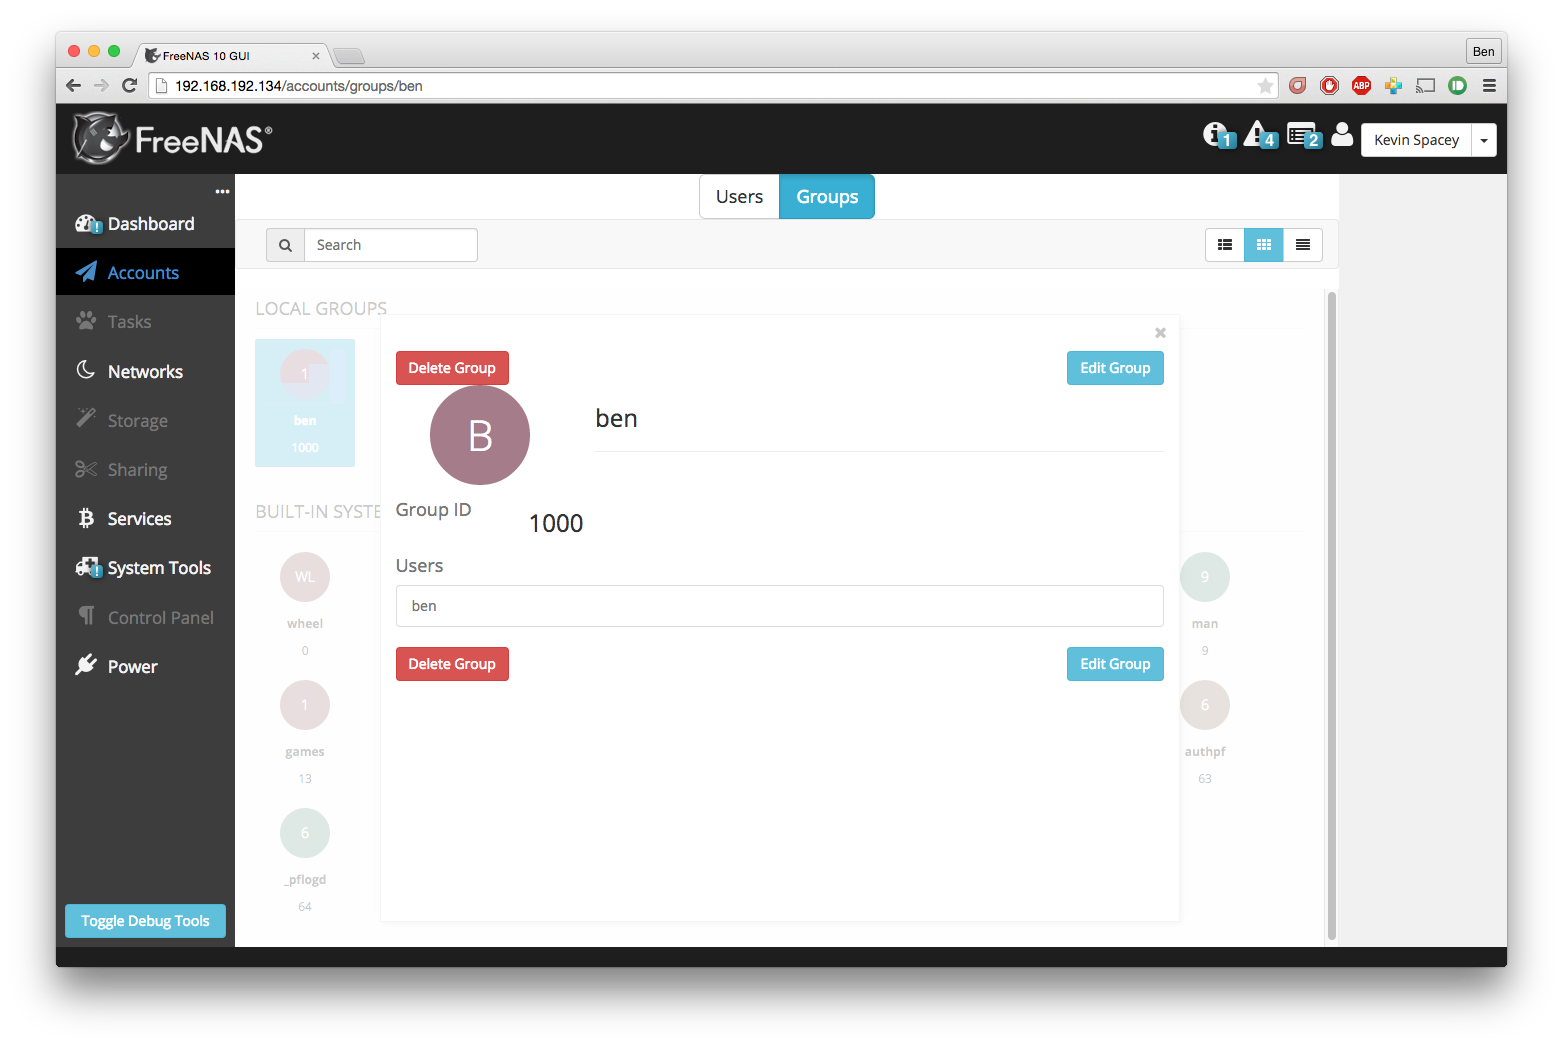 FreeNAS 10 GUI
Ben
192.168.192.134/accounts/groups/ben
ABP
FreeNAS®
1
4
2
Kevin Spacey
Users
Groups
Dashboard
Accounts
Tasks
Networks
Storage
Sharing
Services
System Tools
Control Panel
Power
Toggle Debug Tools
Search
LOCAL GROUPS
1
ben
1000
Delete Group
Edit Group
B
ben
BUILT-IN SYSTE
Group ID
1000
Users
ben
Delete Group
Edit Group
WL
wheel
0
9
man
9
1
games
13
6
authpf
63
6
_pflogd
64